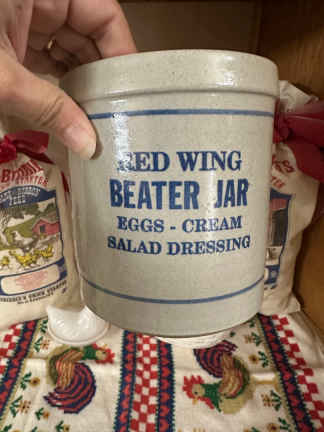 RED WING
BEATER JAR
EGGS - CREAM
SALAD DRESSING